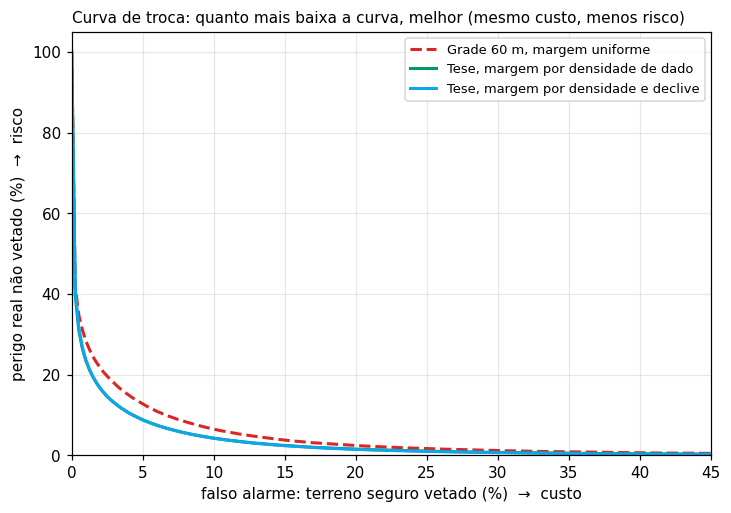 Curva de troca: quanto mais baixa a curva, melhor (mesmo custo, menos risco)
Grade 60 m, margem uniforme
Tese, margem por densidade de dado
Tese, margem por densidade e declive
perigo real não vetado (%) → risco
100
80
60
40
20
0
0 5 10 15 20 25 30 35 40 45
falso alarme: terreno seguro vetado (%) → custo